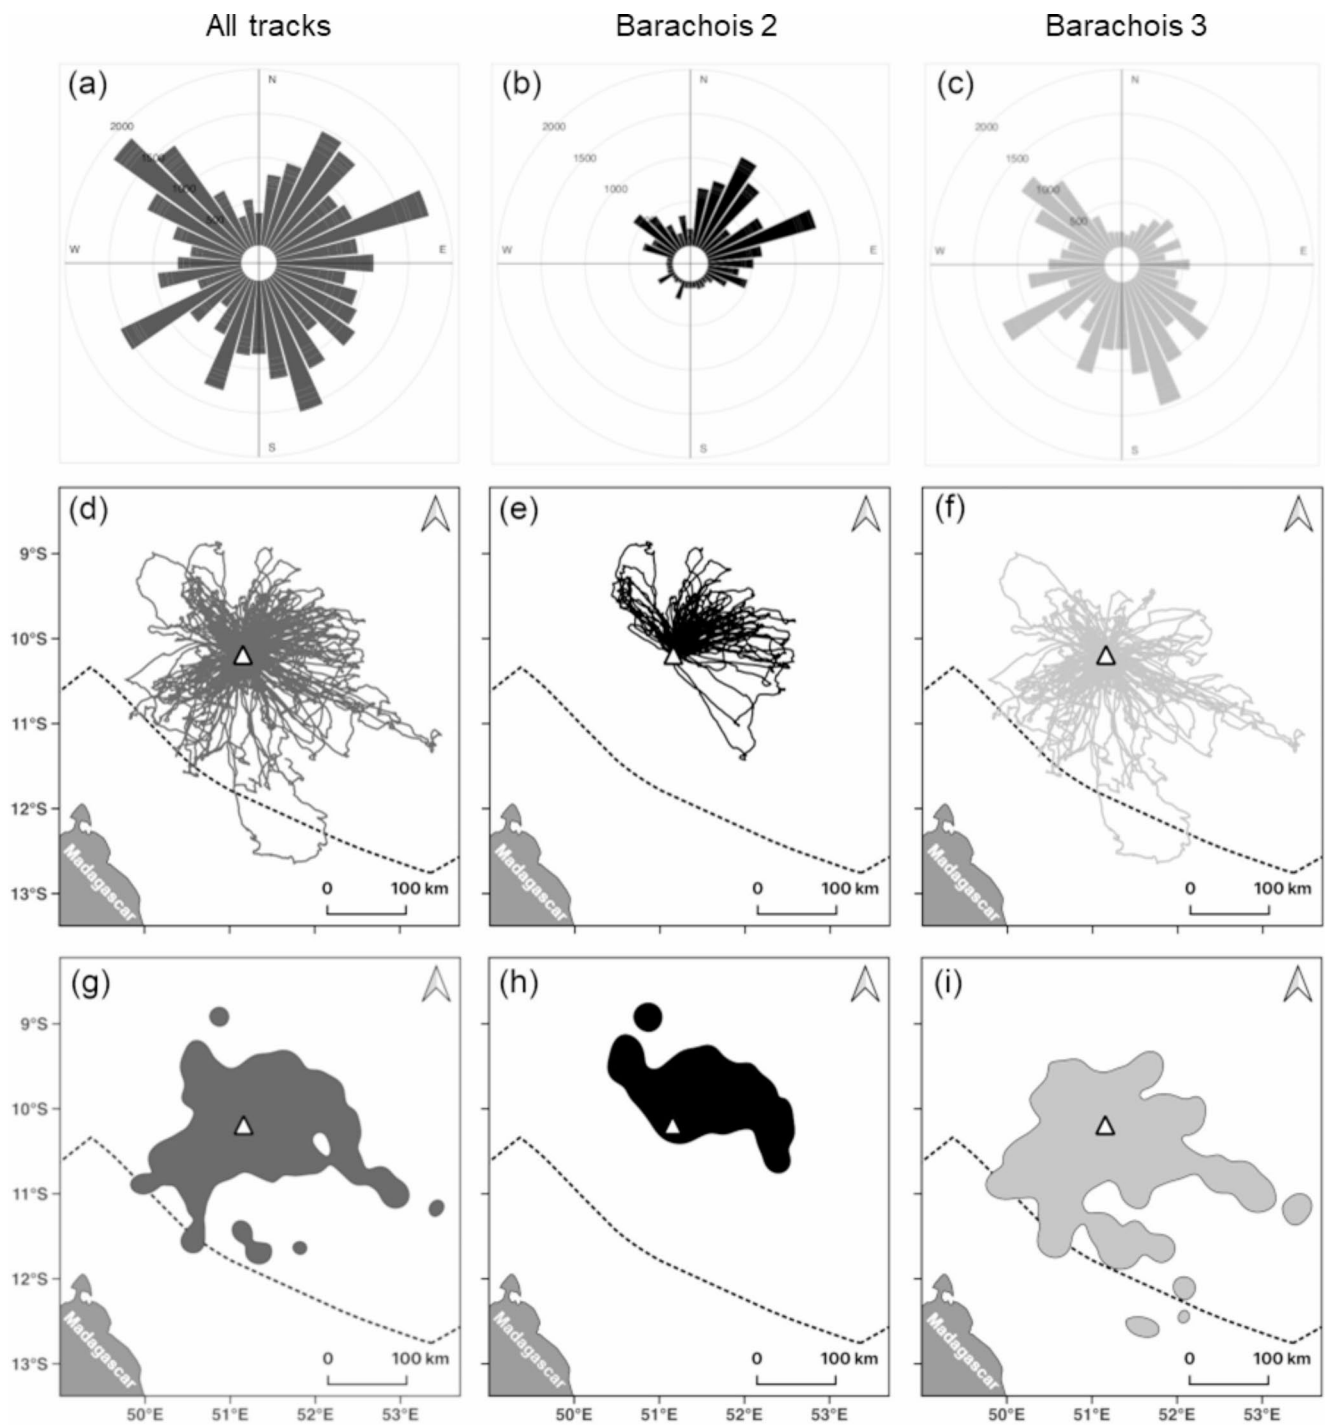 All tracks Barachois 2 Barachois 3
(a) N (b) N (c) N
2000 2000 2000
1500 1500 1500
1000 1000 1000
500 500
W E W E W E
S S S
(d) (e) (f)
9°S
10°S
11°S
12°S
13°S
Madagascar Madagascar Madagascar
0 100 km 0 100 km 0 100 km
(g) (h) (i)
9°S
10°S
11°S
12°S
13°S
Madagascar Madagascar Madagascar
0 100 km 0 100 km 0 100 km
50°E 51°E 52°E 53°E 50°E 51°E 52°E 53°E 50°E 51°E 52°E 53°E